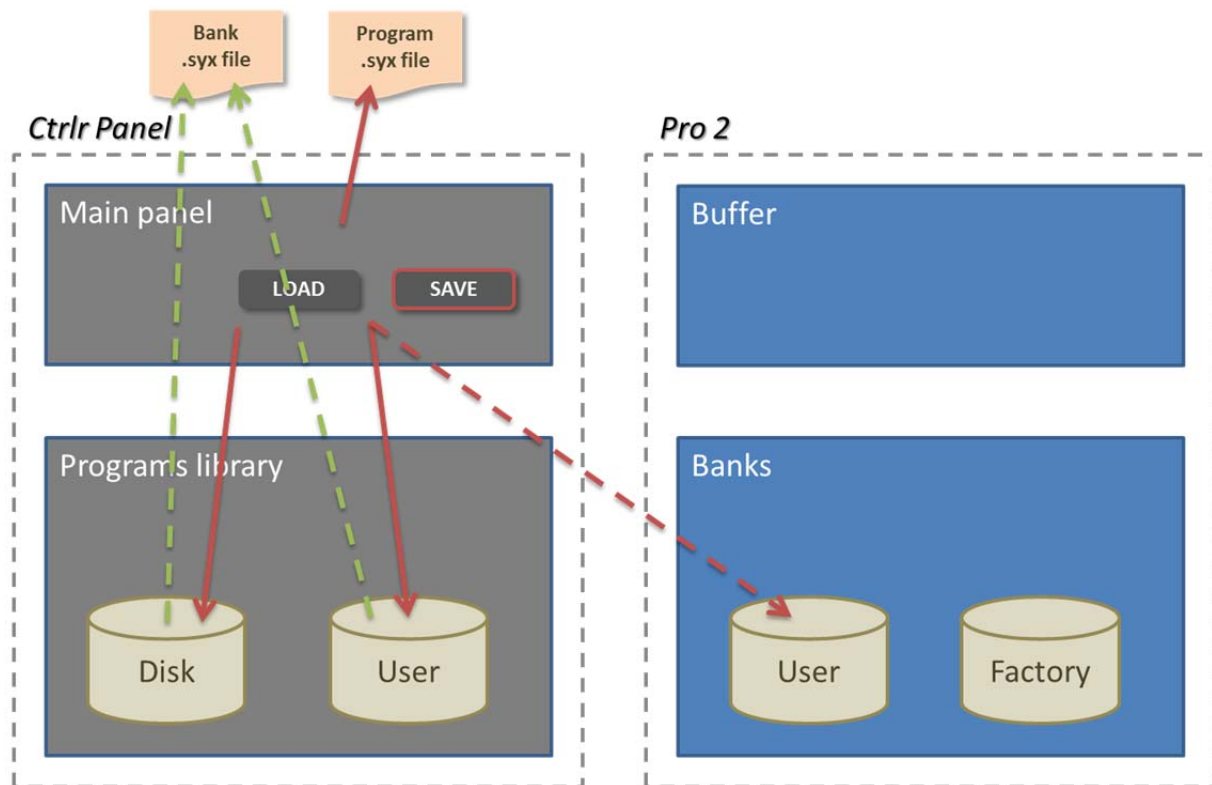 Bank
.syx file
Program
.syx file
Ctrlr Panel
Pro 2
Main panel
Buffer
LOAD
SAVE
Programs library
Banks
Disk
User
User
Factory